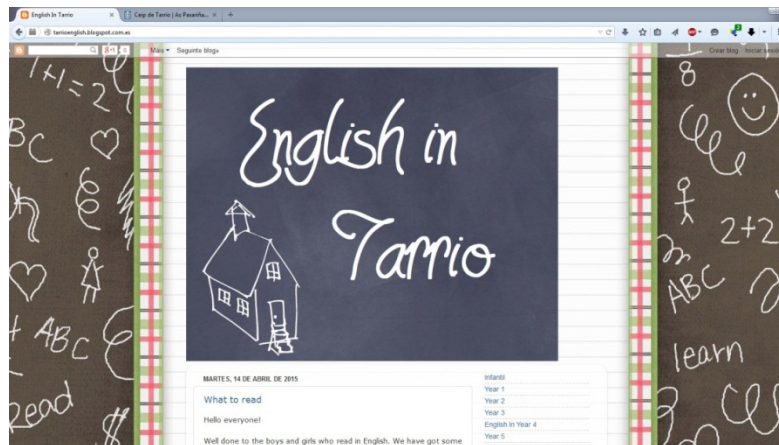 English In Tarrio
Ceip de Tarrio | As Pasariña...
tarrioenglish.blogspot.com.es
Máis
Seguinte blog»
Crear blog
Iniciar sesión
1+1=2
BC
ABC
Read
English in
Tarrio
8
2+2
ABC
learn
MARTES, 14 DE ABRIL DE 2015
What to read
Hello everyone!
Well done to the boys and girls who read in English. We have got some
Infantil
Year 1
Year 2
Year 3
English in Year 4
Year 5